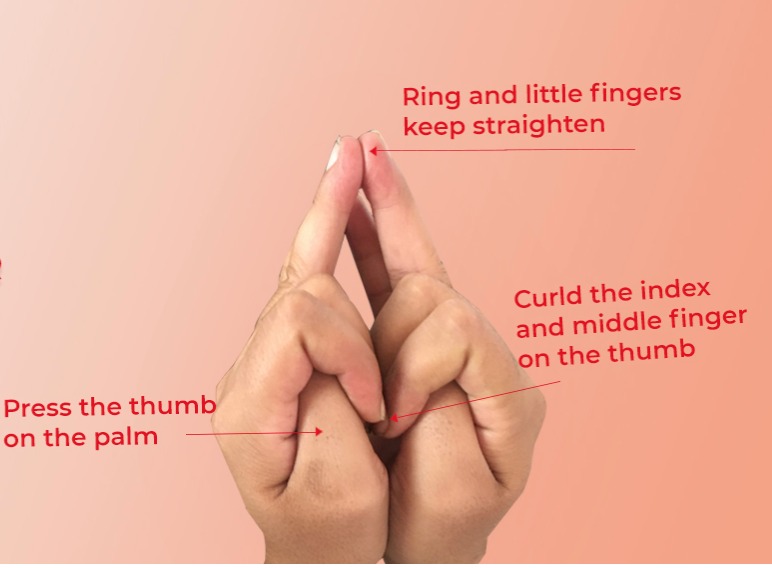 Ring and little fingers
keep straighten
Curld the index
and middle finger
on the thumb
Press the thumb
on the palm